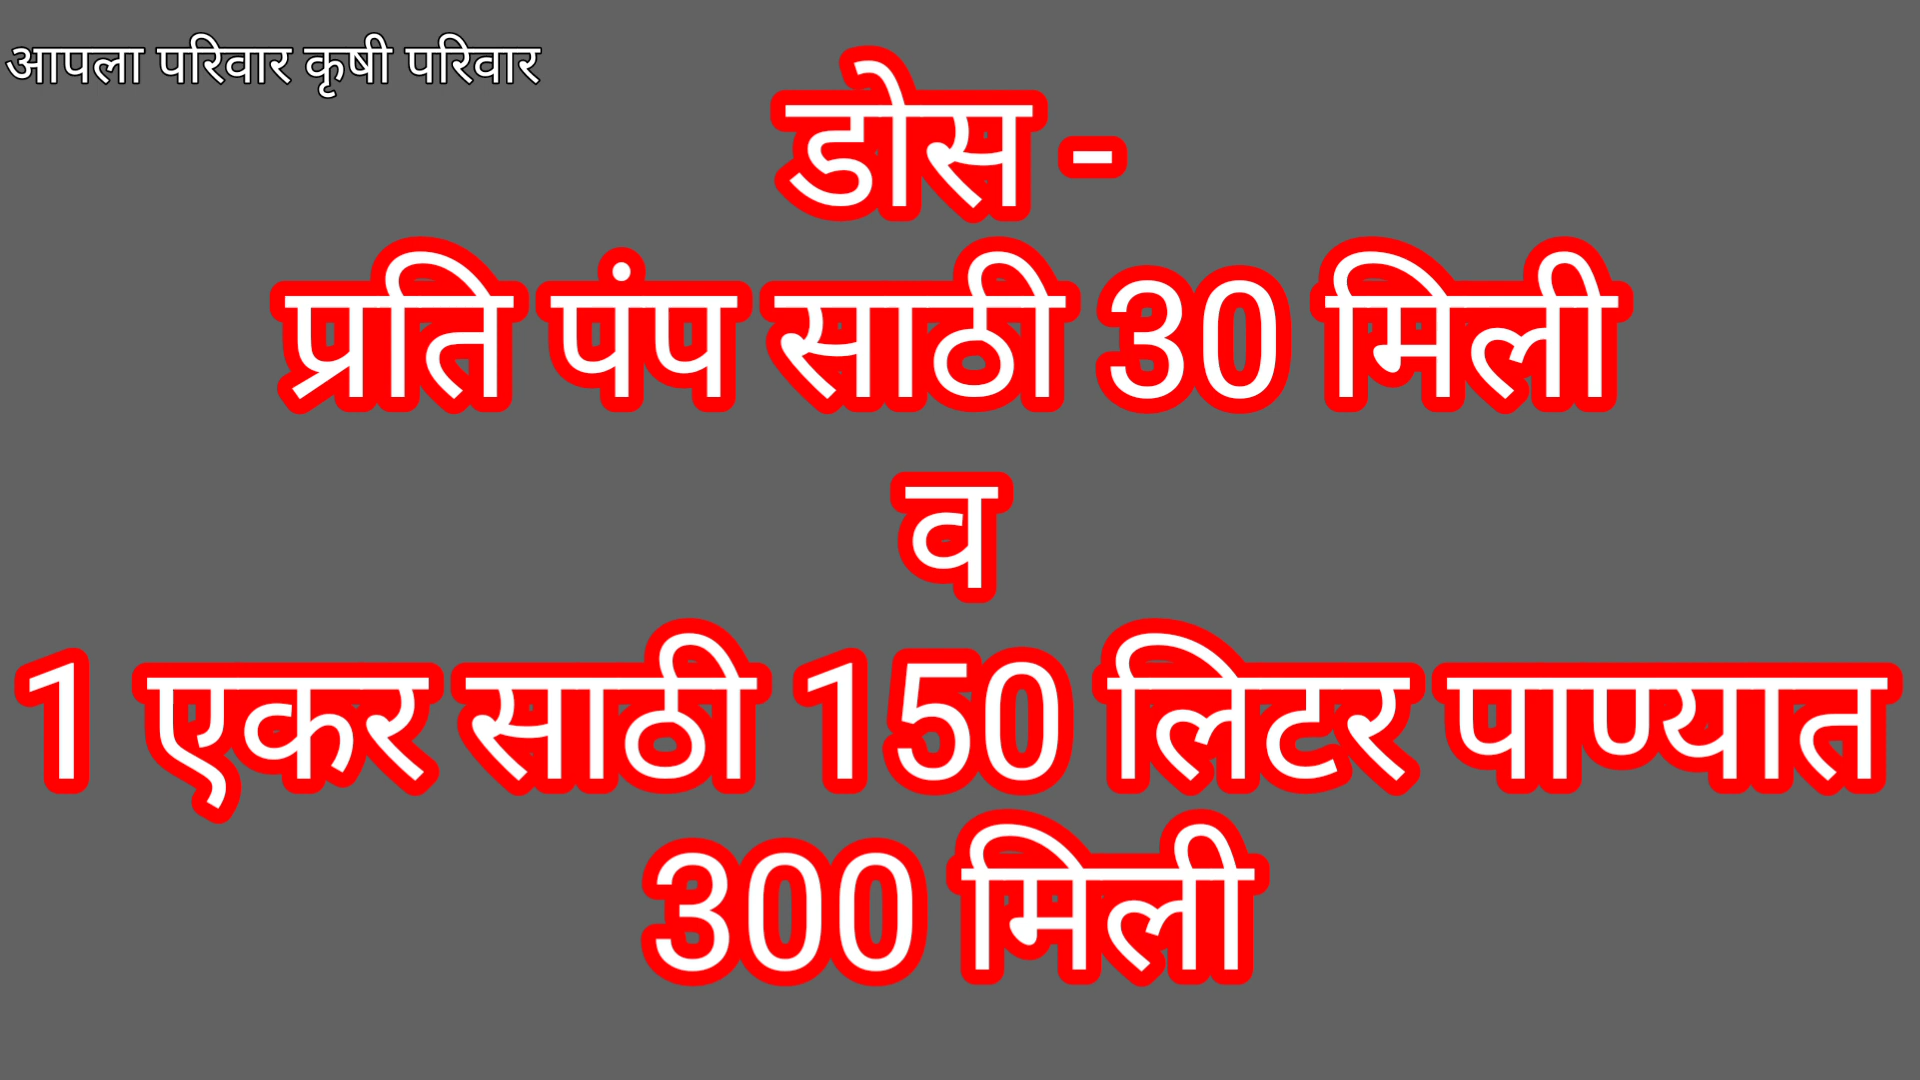 आपला परिवार कृषी परिवार
डोस -
प्रति पंप साठी 30 मिली
व
1 एकर साठी 150 लिटर पाण्यात
300 मिली